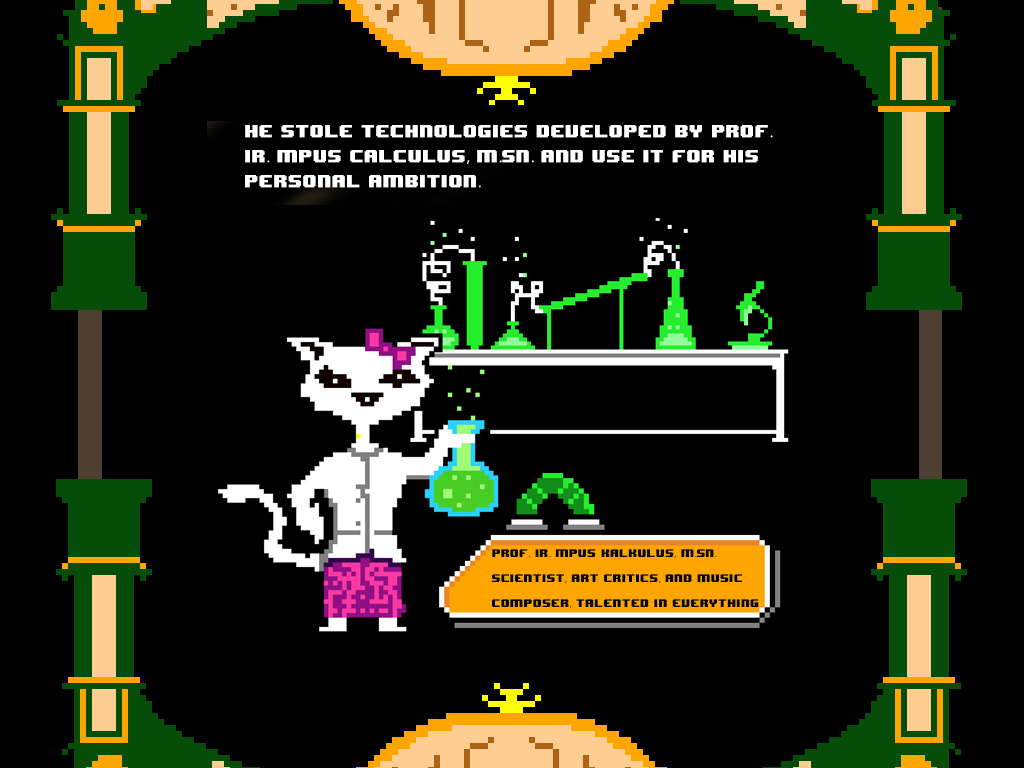 HE STOLE TECHNOLOGIES DEVELOPED BY PROF.
IR. MPUS CALCULUS, M.SN. AND USE IT FOR HIS
PERSONAL AMBITION.
PROF. IR. MPUS KALKULUS, M.SN.
SCIENTIST, ART CRITICS, AND MUSIC
COMPOSER, TALENTED IN EVERYTHING